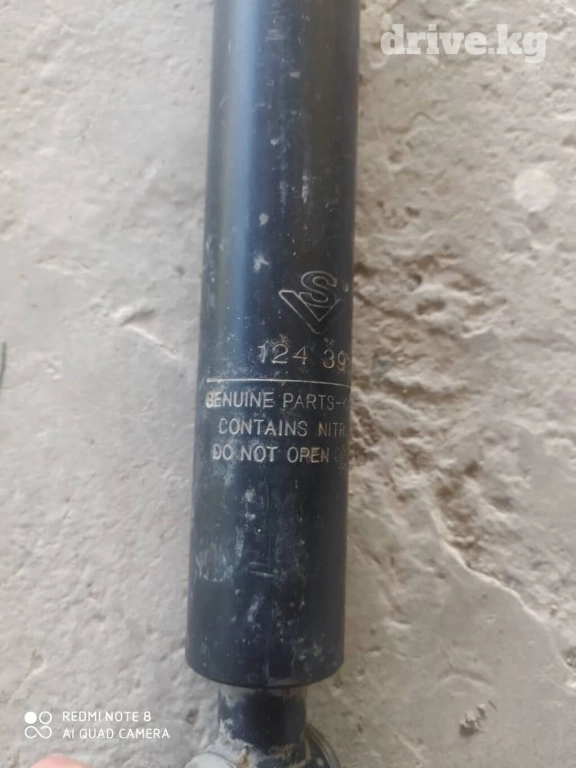 drive.kg
124 39
GENUINE PARTS-
CONTAINS NITR
DO NOT OPEN
REDMI NOTE 8
AI QUAD CAMERA